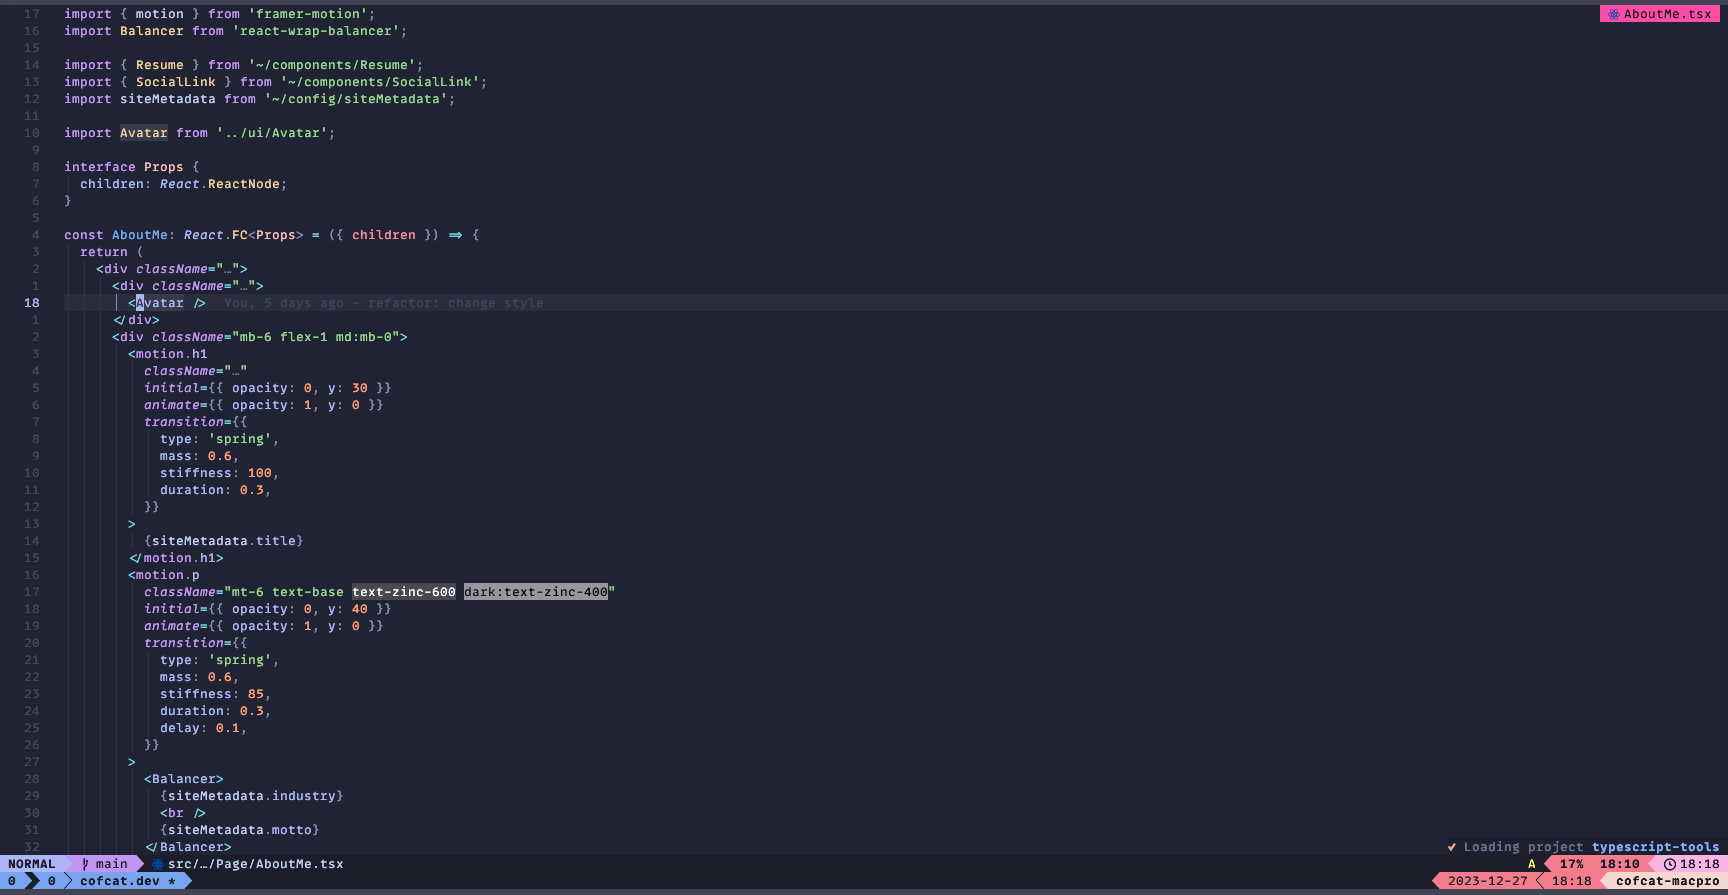 17 import { motion } from 'framer-motion'; AboutMe.tsx
16 import Balancer from 'react-wrap-balancer';
15
14 import { Resume } from '~/components/Resume';
13 import { SocialLink } from '~/components/SocialLink';
12 import siteMetadata from '~/config/siteMetadata';
11
10 import Avatar from '../ui/Avatar';
9
8 interface Props {
7 children: React.ReactNode;
6 }
5
4 const AboutMe: React.FC<Props> = ({ children }) => {
3 return (
2 <div className="…">
1 <div className="…">
18 <Avatar /> You, 5 days ago - refactor: change style
1 </div>
2 <div className="mb-6 flex-1 md:mb-0">
3 <motion.h1
4 className="…"
5 initial={{ opacity: 0, y: 30 }}
6 animate={{ opacity: 1, y: 0 }}
7 transition={{
8 type: 'spring',
9 mass: 0.6,
10 stiffness: 100,
11 duration: 0.3,
12 }}
13 >
14 {siteMetadata.title}
15 </motion.h1>
16 <motion.p
17 className="mt-6 text-base text-zinc-600 dark:text-zinc-400"
18 initial={{ opacity: 0, y: 40 }}
19 animate={{ opacity: 1, y: 0 }}
20 transition={{
21 type: 'spring',
22 mass: 0.6,
23 stiffness: 85,
24 duration: 0.3,
25 delay: 0.1,
26 }}
27 >
28 <Balancer>
29 {siteMetadata.industry}
30 <br />
31 {siteMetadata.motto}
32 </Balancer> ✔ Loading project typescript-tools
NORMAL main src/…/Page/AboutMe.tsx A 17% 18:10 18:18
0 0 cofcat.dev * 2023-12-27 18:18 cofcat-macpro